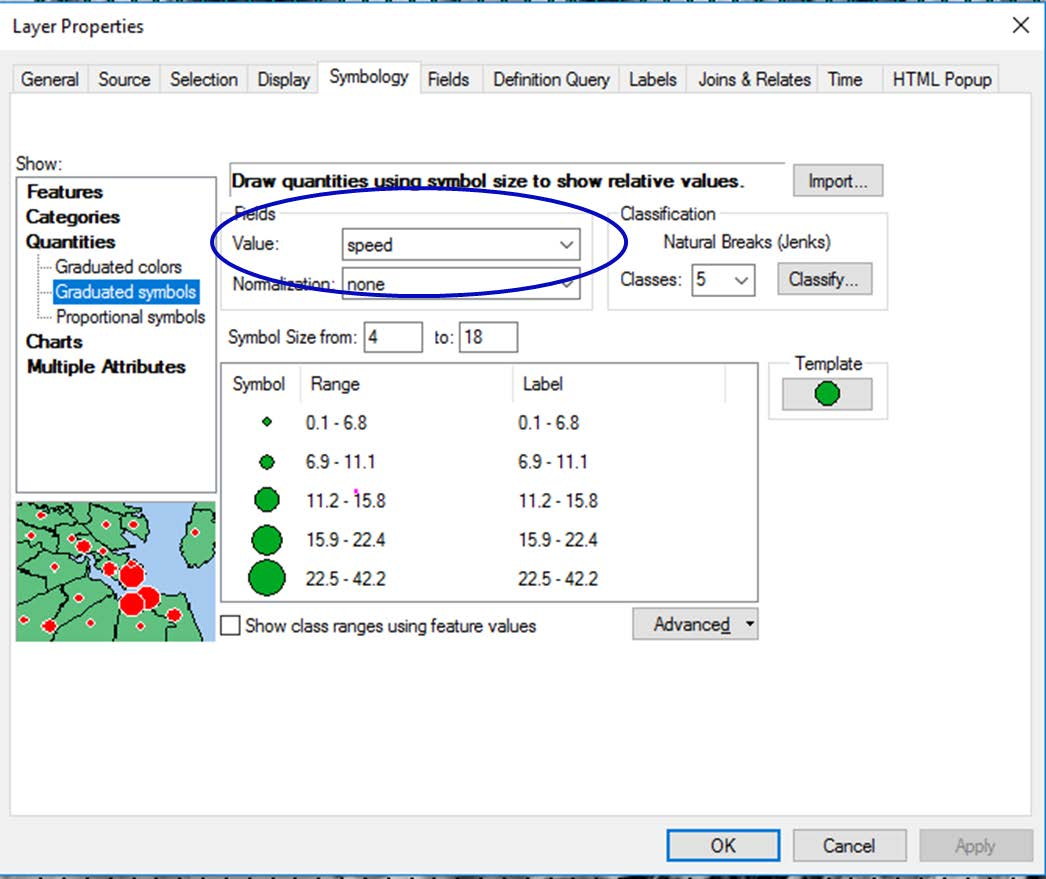 Layer Properties
General Source Selection Display Symbology Fields Definition Query Labels Joins & Relates Time HTML Popup
Show:
Features
Categories
Quantities
Graduated colors
Graduated symbols
Proportional symbols
Charts
Multiple Attributes
Draw quantities using symbol size to show relative values.
Import...
Fields
Value: speed
Normalization: none
Classification
Natural Breaks (Jenks)
Classes: 5 Classify...
Symbol Size from: 4 to: 18
Symbol Range Label
0.1 - 6.8 0.1 - 6.8
6.9 - 11.1 6.9 - 11.1
11.2 - 15.8 11.2 - 15.8
15.9 - 22.4 15.9 - 22.4
22.5 - 42.2 22.5 - 42.2
Template
Show class ranges using feature values
Advanced
OK Cancel Apply